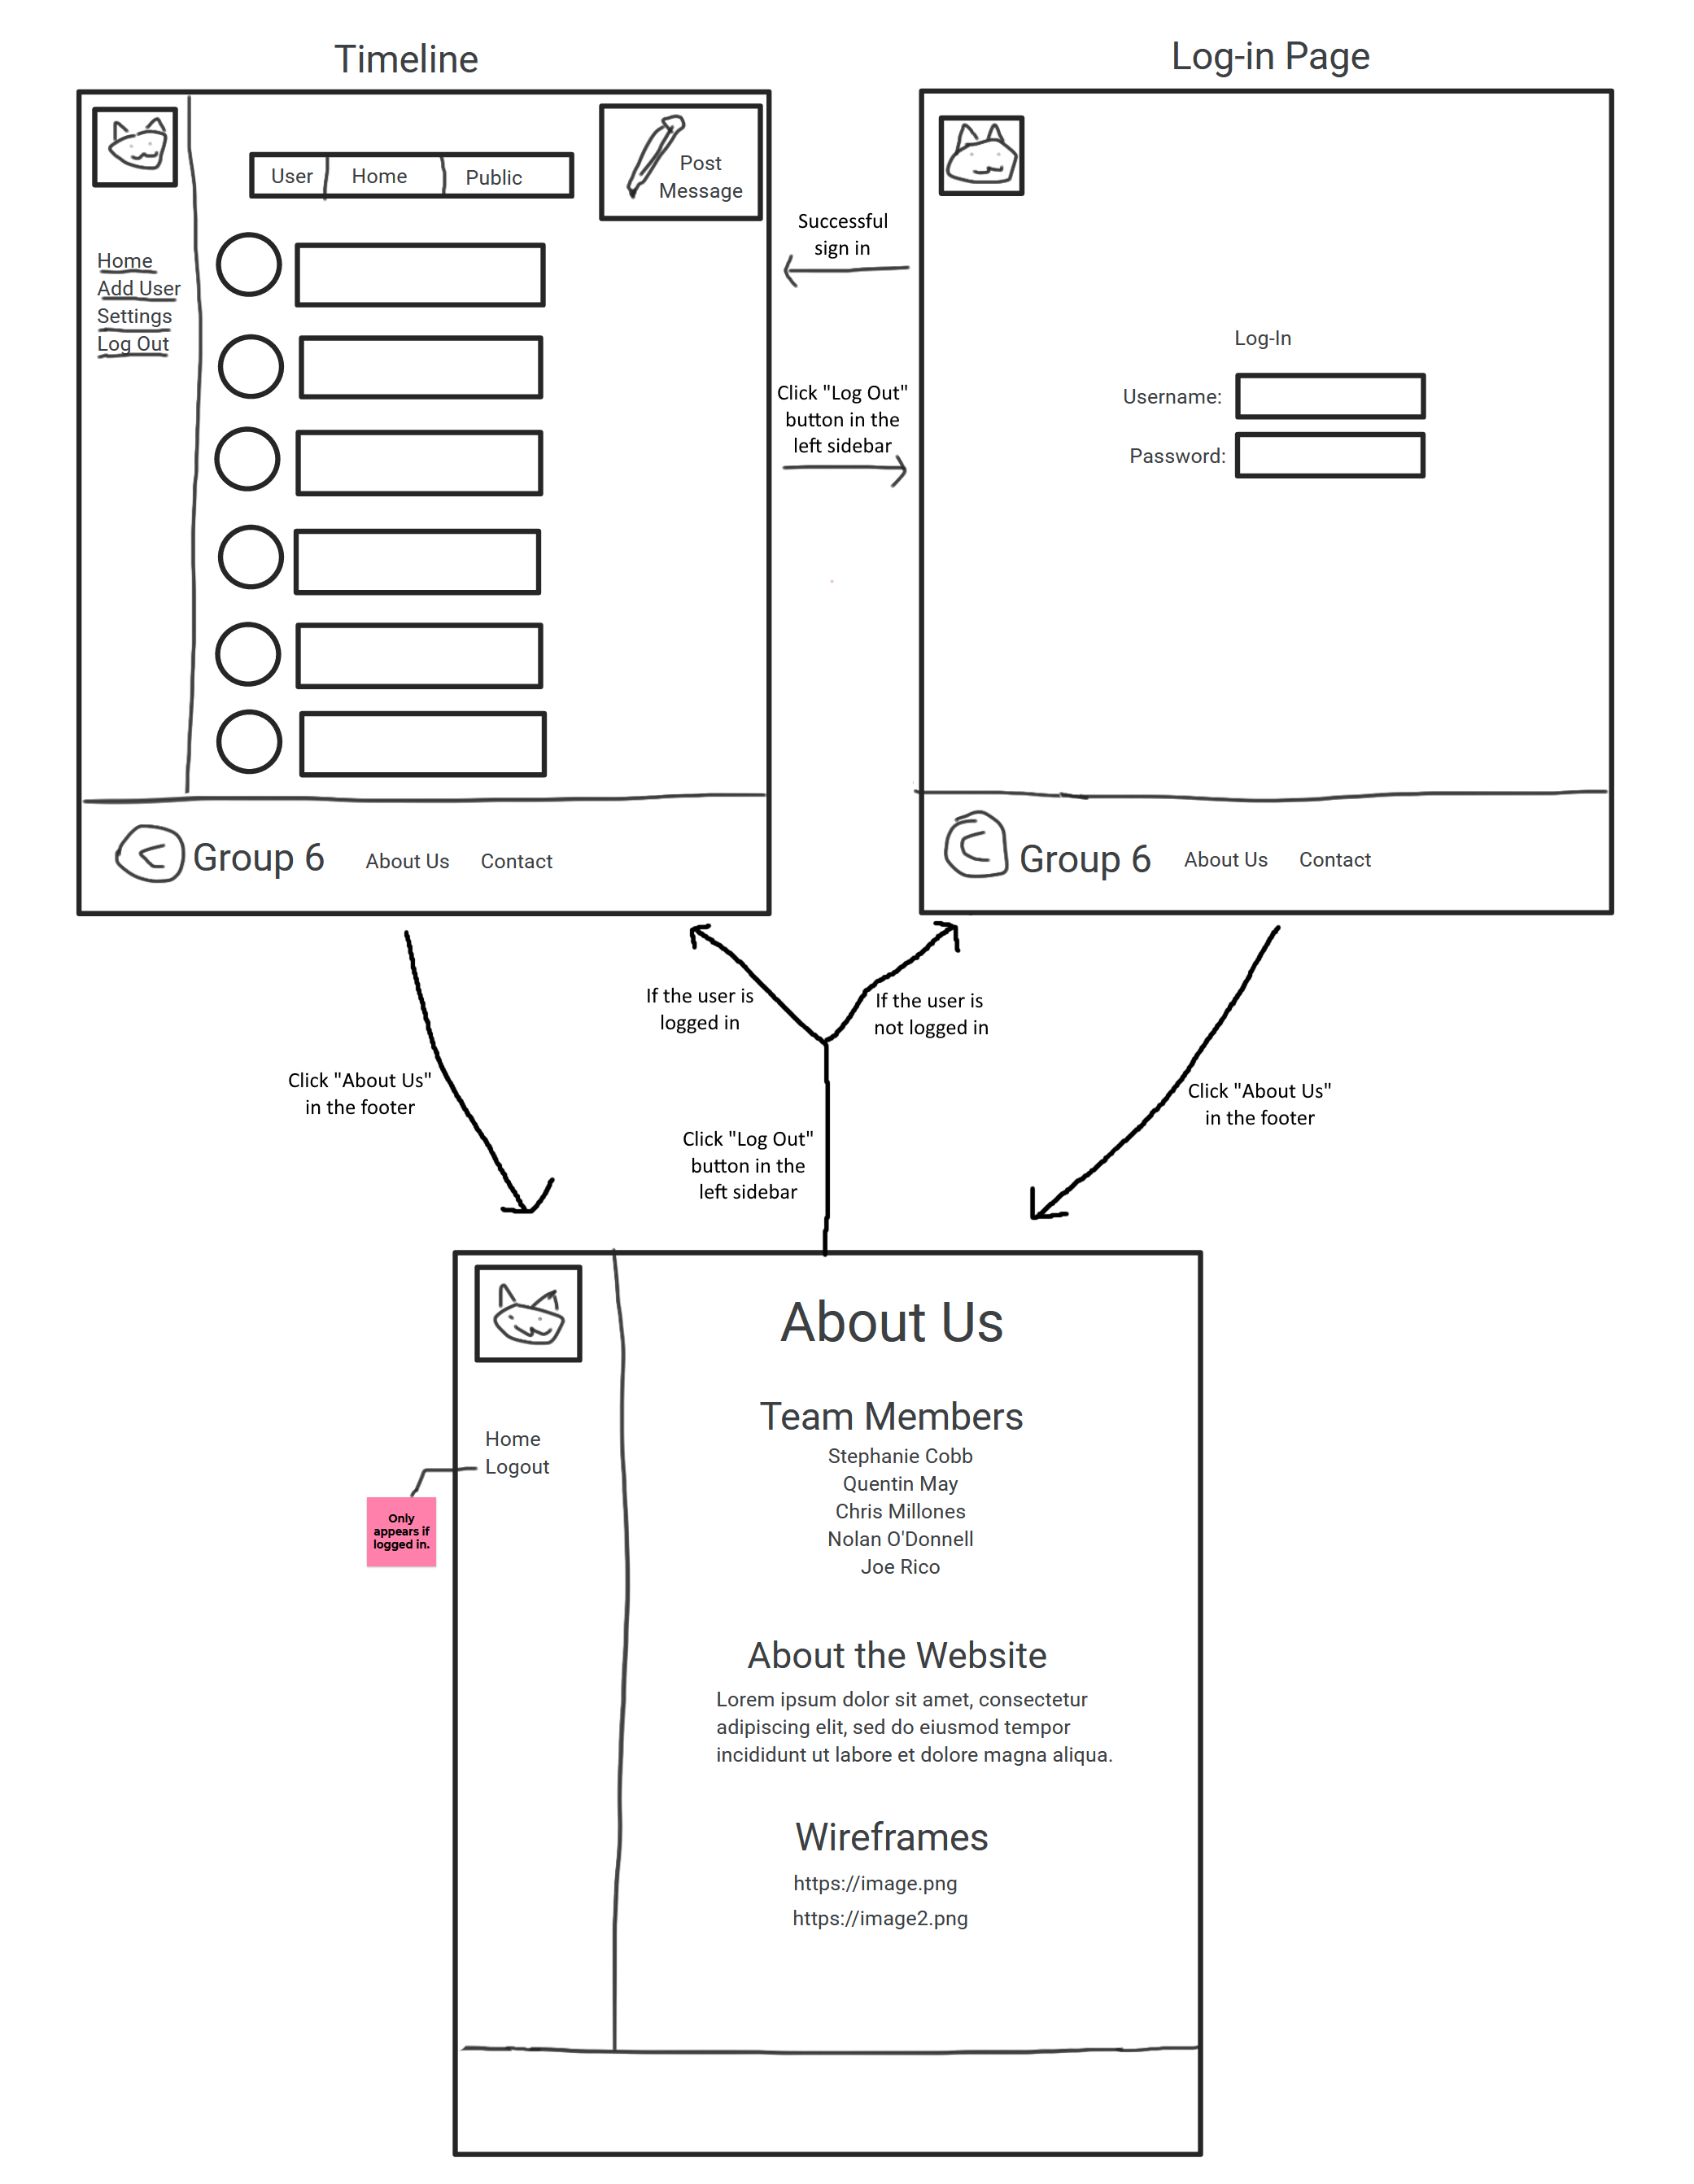 Timeline
Log-in Page
User
Home
Public
Post
Message
Home
Add User
Settings
Log Out
Successful
sign in
Click "Log Out"
button in the
left sidebar
Log-In
Username:
Password:
Group 6
About Us
Contact
C
Group 6
About Us
Contact
If the user is
logged in
If the user is
not logged in
Click "About Us"
in the footer
Click "About Us"
in the footer
Click "Log Out"
button in the
left sidebar
About Us
Team Members
Stephanie Cobb
Quentin May
Chris Millones
Nolan O'Donnell
Joe Rico
Home
Logout
Only
appears if
logged in.
About the Website
Lorem ipsum dolor sit amet, consectetur
adipiscing elit, sed do eiusmod tempor
incididunt ut labore et dolore magna aliqua.
Wireframes
https://image.png
https://image2.png